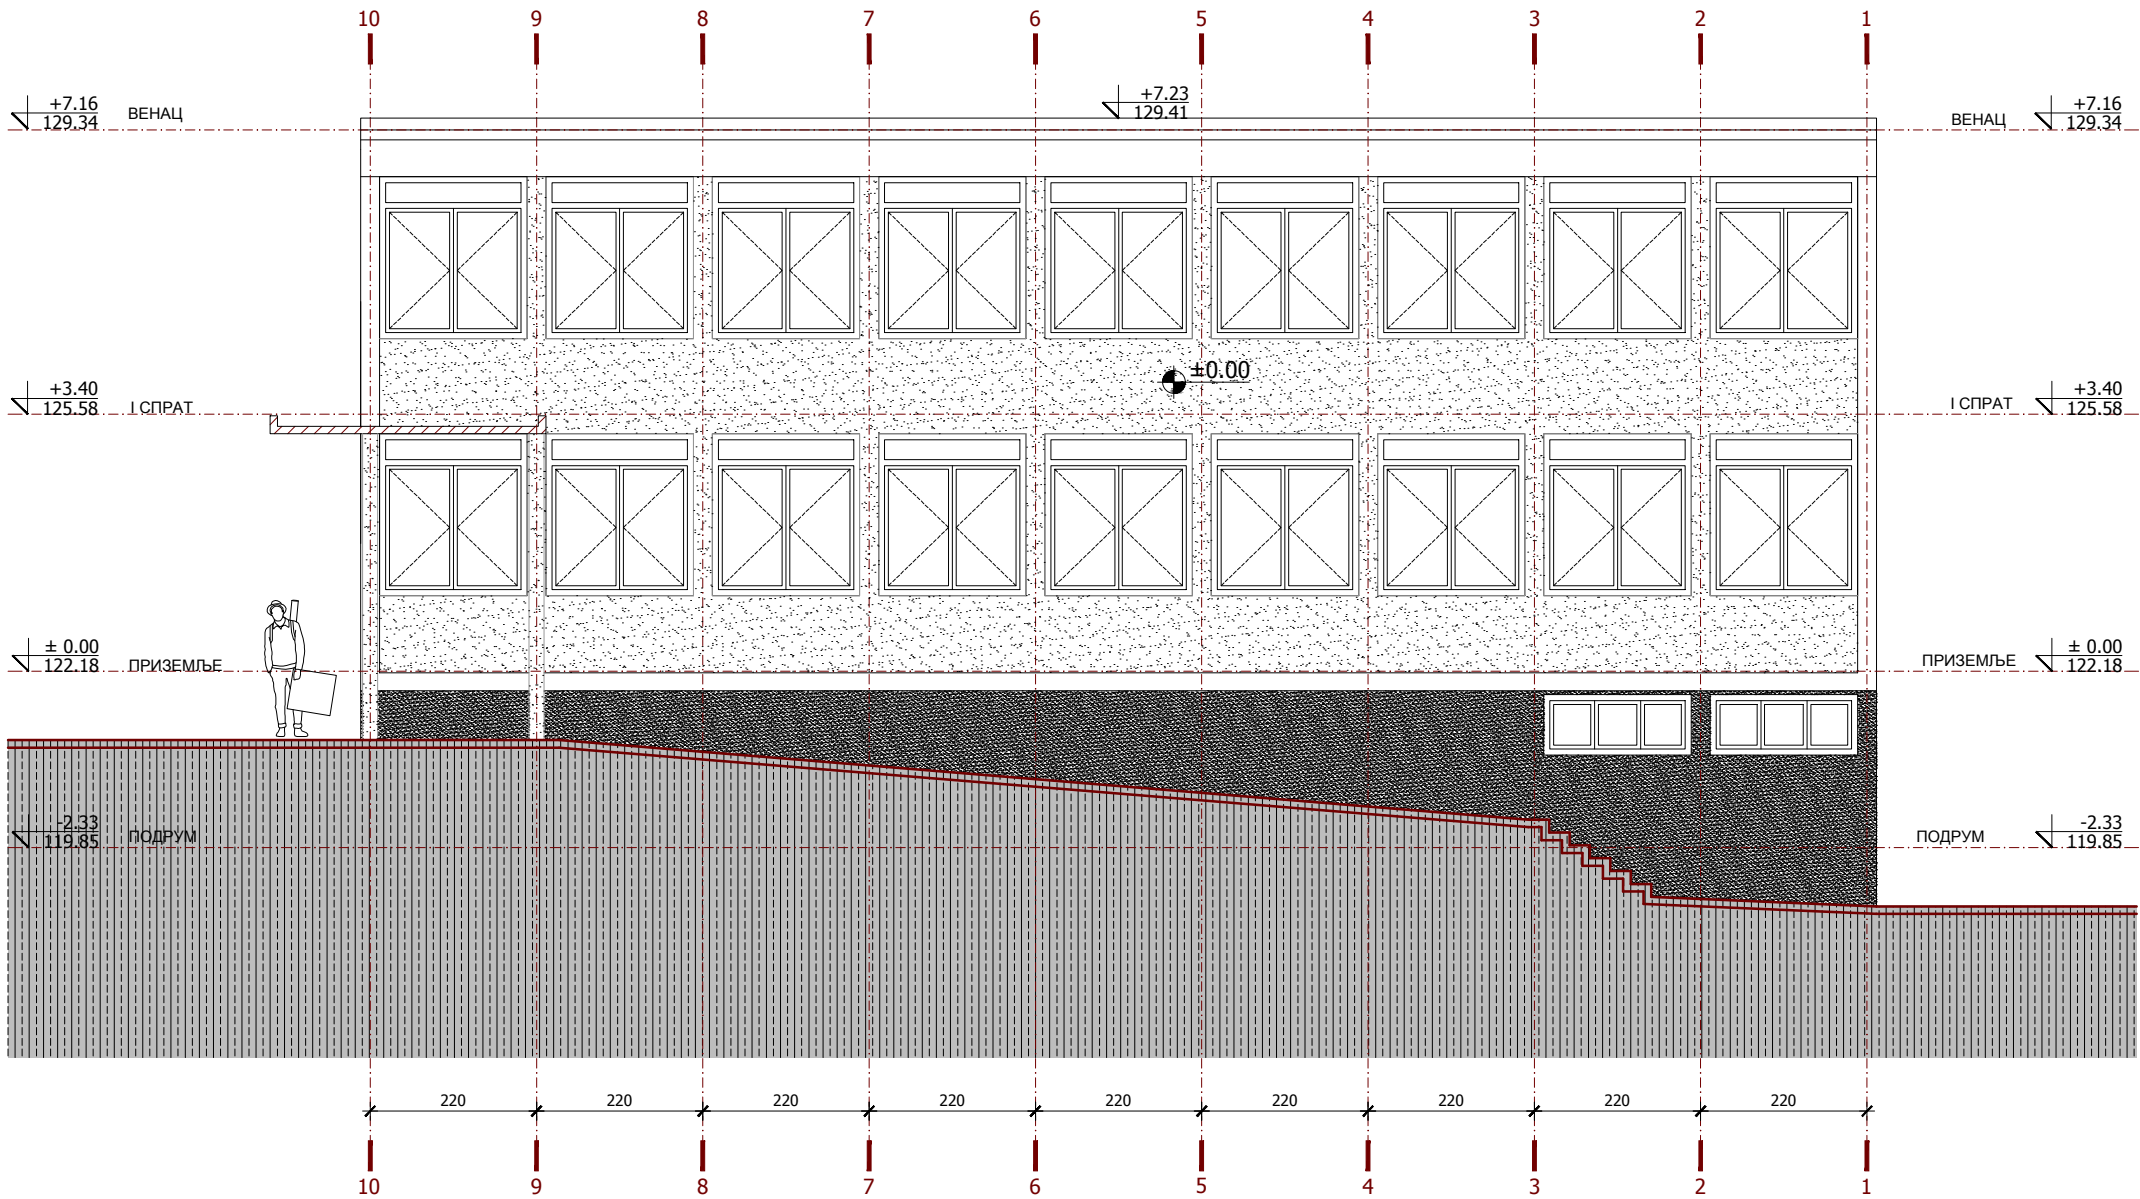 10 9 8 7 6 5 4 3 2 1
+7.16
129.34
ВЕНАЦ
+7.23
129.41
ВЕНАЦ
+7.16
129.34
±0.00
+3.40
125.58
I СПРАТ
I СПРАТ
+3.40
125.58
± 0.00
122.18
ПРИЗЕМЉЕ
ПРИЗЕМЉЕ
± 0.00
122.18
-2.33
119.85
ПОДРУМ
ПОДРУМ
-2.33
119.85
220 220 220 220 220 220 220 220 220
10 9 8 7 6 5 4 3 2 1